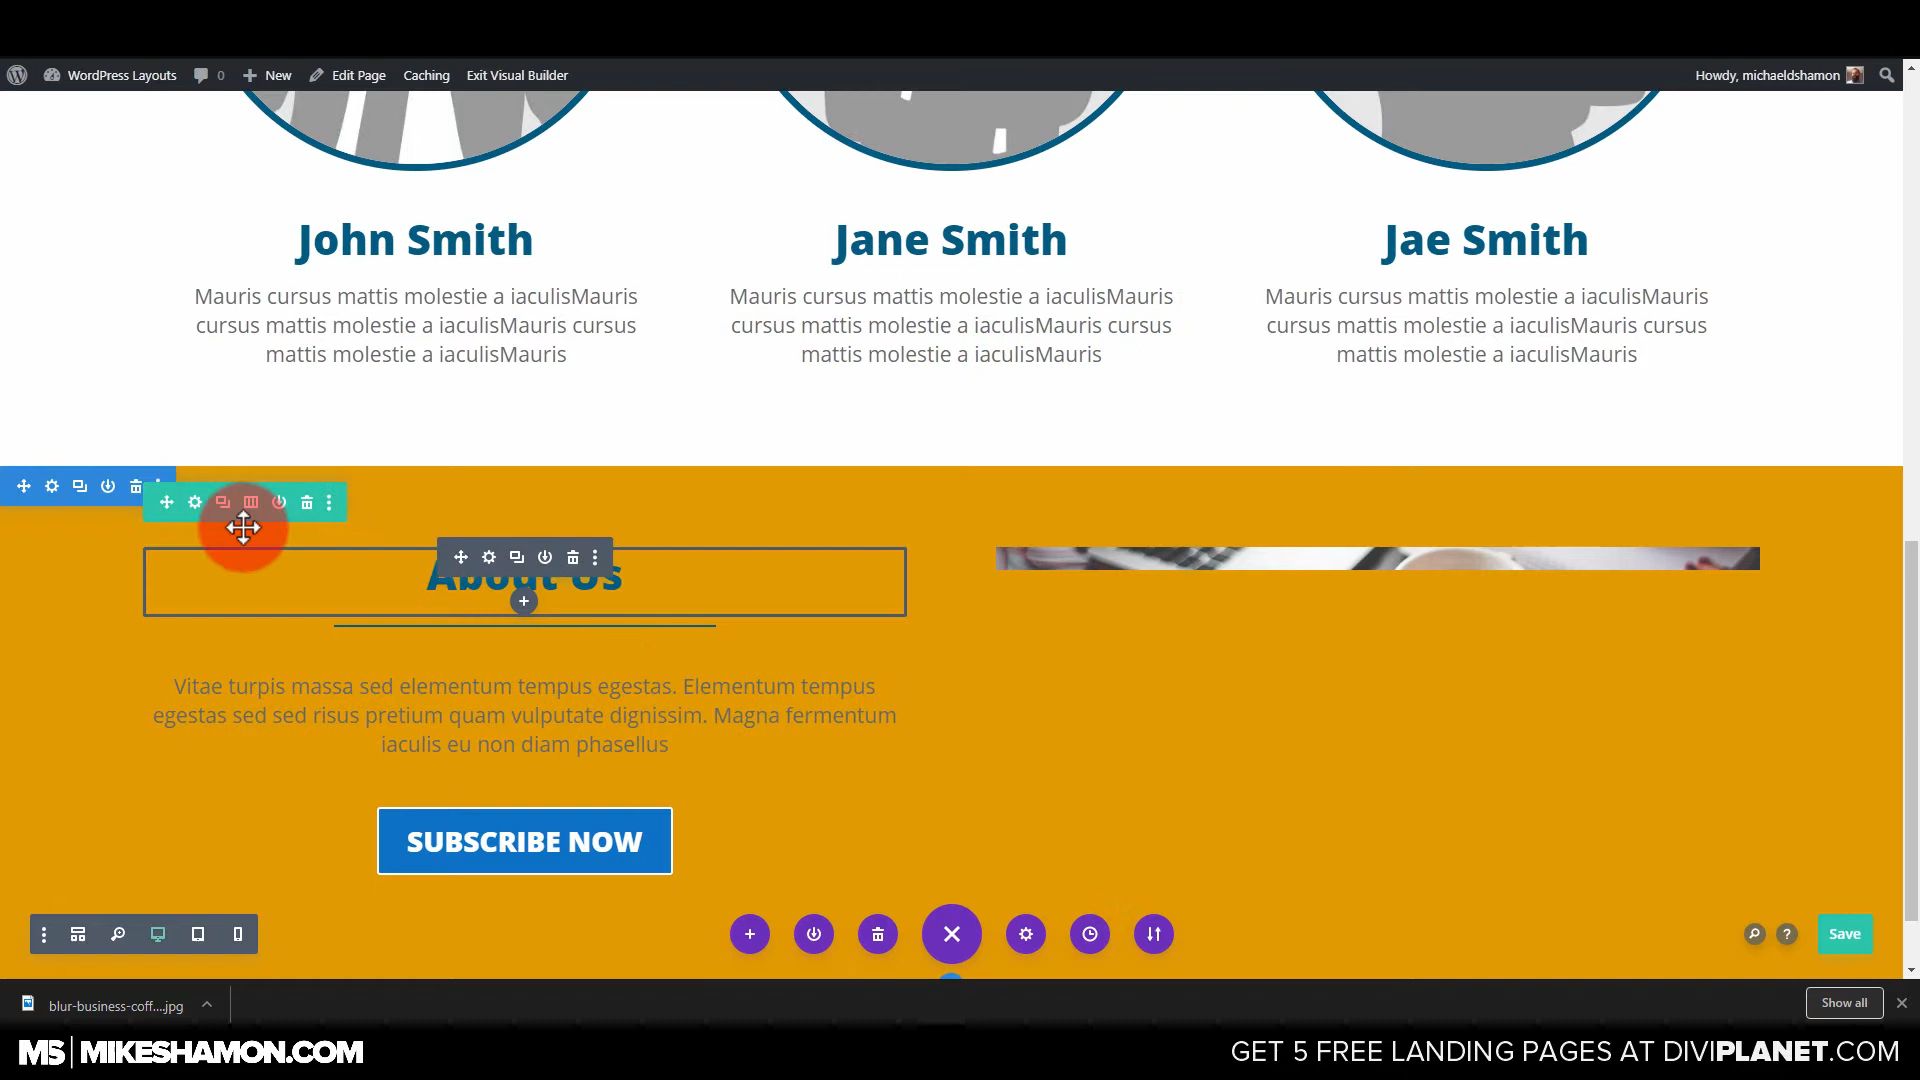 WordPress Layouts 0 New Edit Page Caching Exit Visual Builder Howdy, michaeldshamon
John Smith Jane Smith Jae Smith
Mauris cursus mattis molestie a iaculisMauris
cursus mattis molestie a iaculisMauris cursus
mattis molestie a iaculisMauris
Mauris cursus mattis molestie a iaculisMauris
cursus mattis molestie a iaculisMauris cursus
mattis molestie a iaculisMauris
Mauris cursus mattis molestie a iaculisMauris
cursus mattis molestie a iaculisMauris cursus
mattis molestie a iaculisMauris
About Us
Vitae turpis massa sed elementum tempus egestas. Elementum tempus
egestas sed sed risus pretium quam vulputate dignissim. Magna fermentum
iaculis eu non diam phasellus
SUBSCRIBE NOW
? Save
blur-business-coff....jpg Show all
MS MIKESHAMON.COM GET 5 FREE LANDING PAGES AT DIVIPLANET.COM